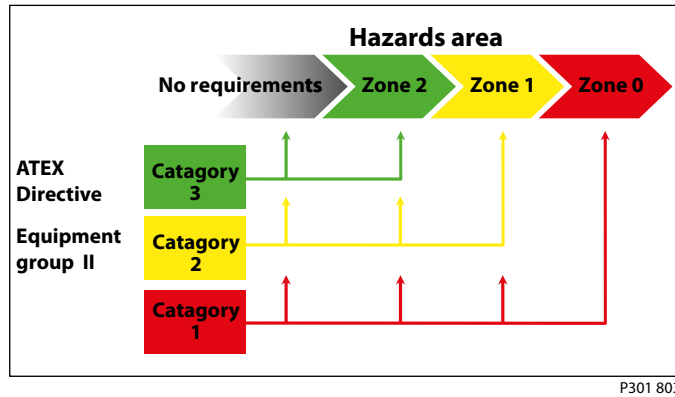 Hazards area
No requirements
Zone 2
Zone 1
Zone 0
ATEX
Directive
Catagory
3
Equipment
group II
Catagory
2
Catagory
1
P301 803